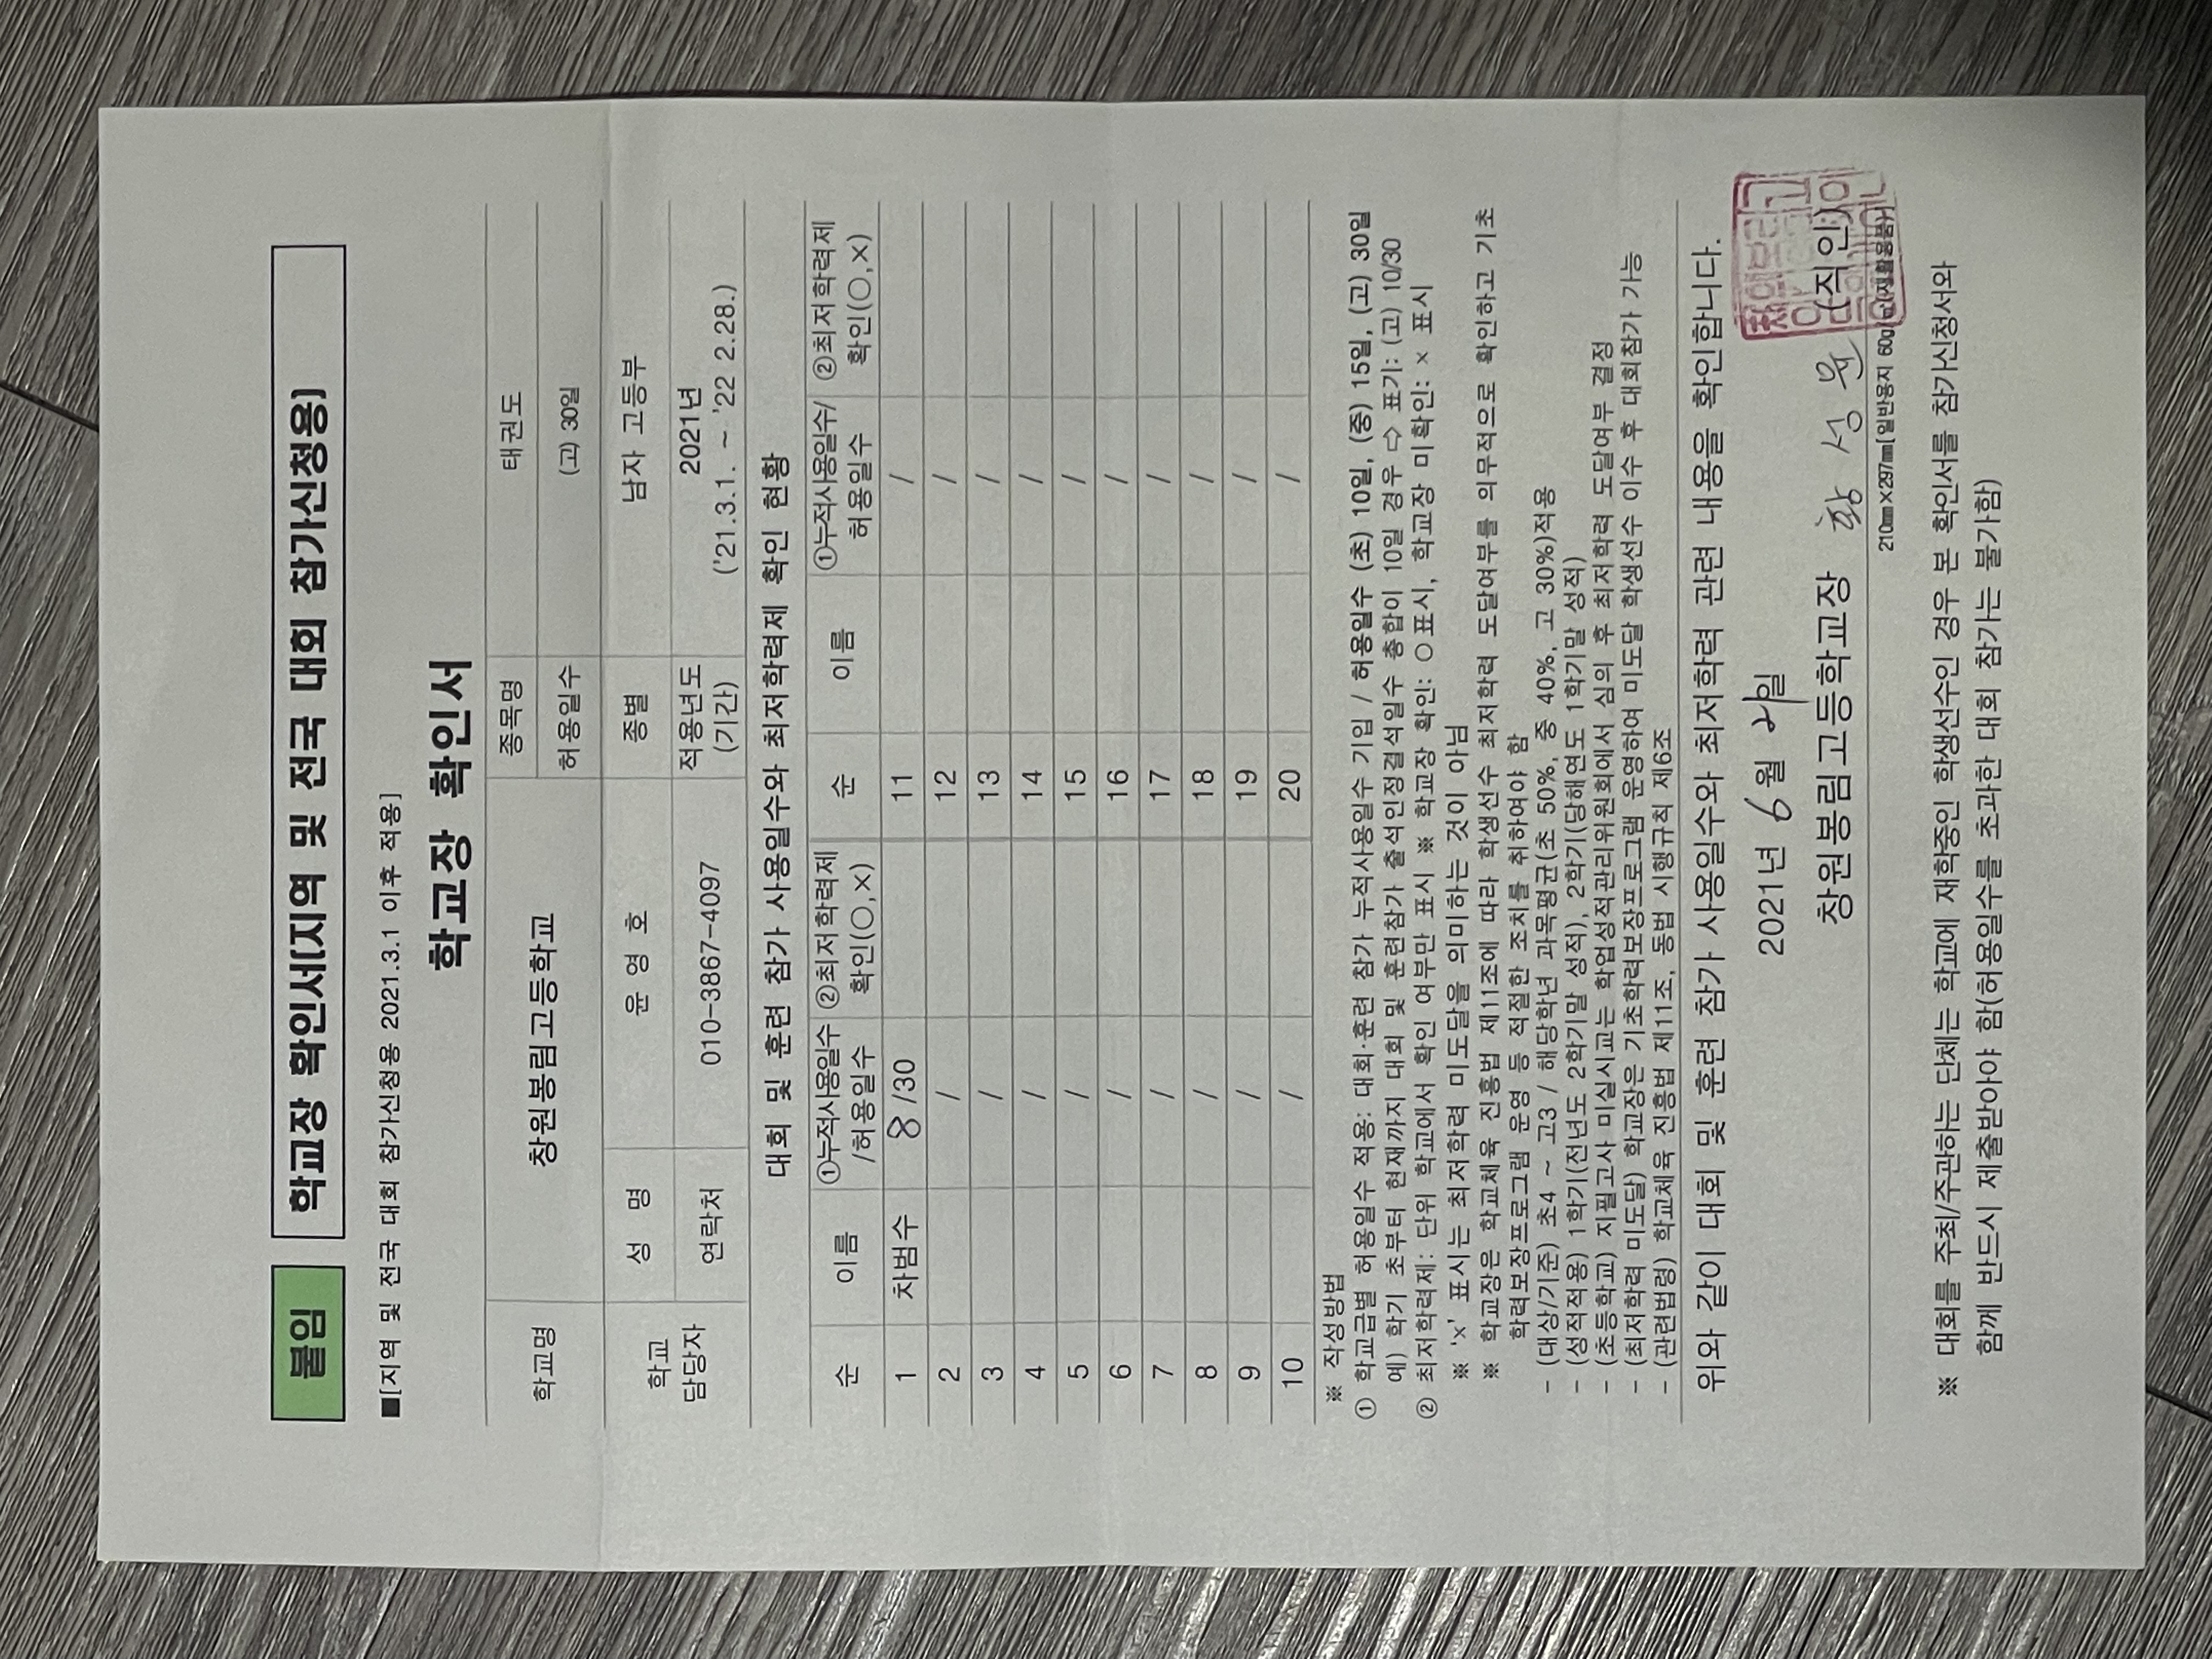 붙임
학교장 확인서(지역 및 전국 대회 참가신청용)
■[지역 및 전국 대회 참가신청용 2021.3.1 이후 적용]
학교장 확인서
학교명 창원봉림고등학교 종목명 태권도
허용일수 (고) 30일
학교 담당자 성 명 윤 영 호 종별 남자 고등부
연락처 010-3867-4097 적용년도 (기간) 2021년
('21.3.1. ~ '22 2.28.)
대회 및 훈련 참가 사용일수와 최저학력제 확인 현황
순 이름 ①누적사용일수 /허용일수 ②최저학력제 확인(○,×) 순 이름 ①누적사용일수/ 허용일수 ②최저학력제 확인(○,×)
1 차범수 8 /30 11 /
2 / 12 /
3 / 13 /
4 / 14 /
5 / 15 /
6 / 16 /
7 / 17 /
8 / 18 /
9 / 19 /
10 / 20 /
※ 작성방법
① 학교급별 허용일수 적용: 대회·훈련 참가 누적사용일수 기입 / 허용일수 (초) 10일, (중) 15일, (고) 30일
예) 학기 초부터 현재까지 대회 및 훈련참가 출석인정결석일수 총합이 10일 경우 ⇨ 표기: (고) 10/30
② 최저학력제: 단위 학교에서 확인 여부만 표시 ※ 학교장 확인: ○ 표시, 학교장 미확인: × 표시
※ '×' 표시는 최저학력 미도달을 의미하는 것이 아님
※ 학교장은 학교체육 진흥법 제11조에 따라 학생선수 최저학력 도달여부를 의무적으로 확인하고 기초
학력보장프로그램 운영 등 적절한 조치를 취하여야 함
- (대상/기준) 초4 ~ 고3 / 해당학년 과목평균(초 50%, 중 40%, 고 30%)적용
- (성적적용) 1학기(전년도 2학기말 성적), 2학기(당해연도 1학기말 성적)
- (초등학교) 지필고사 미실시교는 학업성적관리위원회에서 심의 후 최저학력 도달여부 결정
- (최저학력 미도달) 학교장은 기초학력보장프로그램 운영하여 미도달 학생선수 이수 후 대회참가 가능
- (관련법령) 학교체육 진흥법 제11조, 동법 시행규칙 제6조
위와 같이 대회 및 훈련 참가 사용일수와 최저학력 관련 내용을 확인합니다.
2021년 6월 21일
창원봉림고등학교장 황 성 윤 (직인)
210㎜×297㎜[일반용지 60g/㎡(재활용품)]
※ 대회를 주최/주관하는 단체는 학교에 재학중인 학생선수인 경우 본 확인서를 참가신청서와
함께 반드시 제출받아야 함(허용일수를 초과한 대회 참가는 불가함)